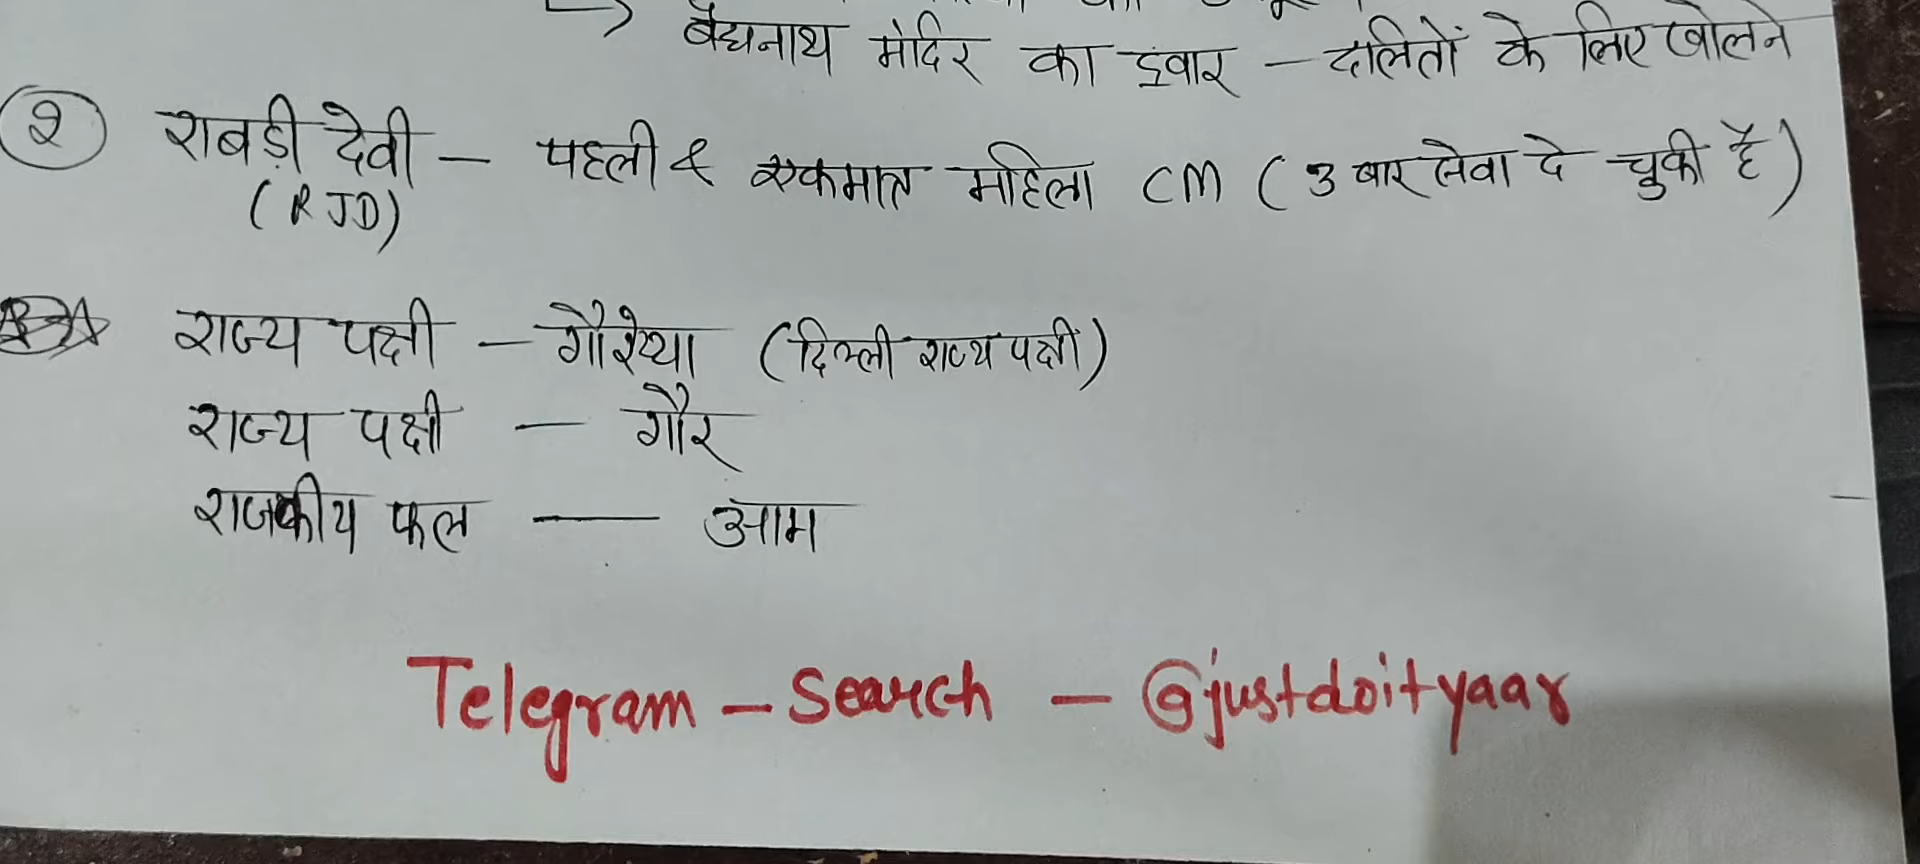 → बैद्यनाथ मंदिर का द्वार – दलितों के लिए खोलने
२ राबड़ी देवी – पहली & एकमात्र महिला CM ( 3 बार सेवा दे चुकी है )
(RJD)
राज्य पक्षी – गौरैय्या (दिल्ली राज्य पक्षी)
राज्य पक्षी – गौर
राजकीय फल — आम
Telegram – Search – @justdoityaar